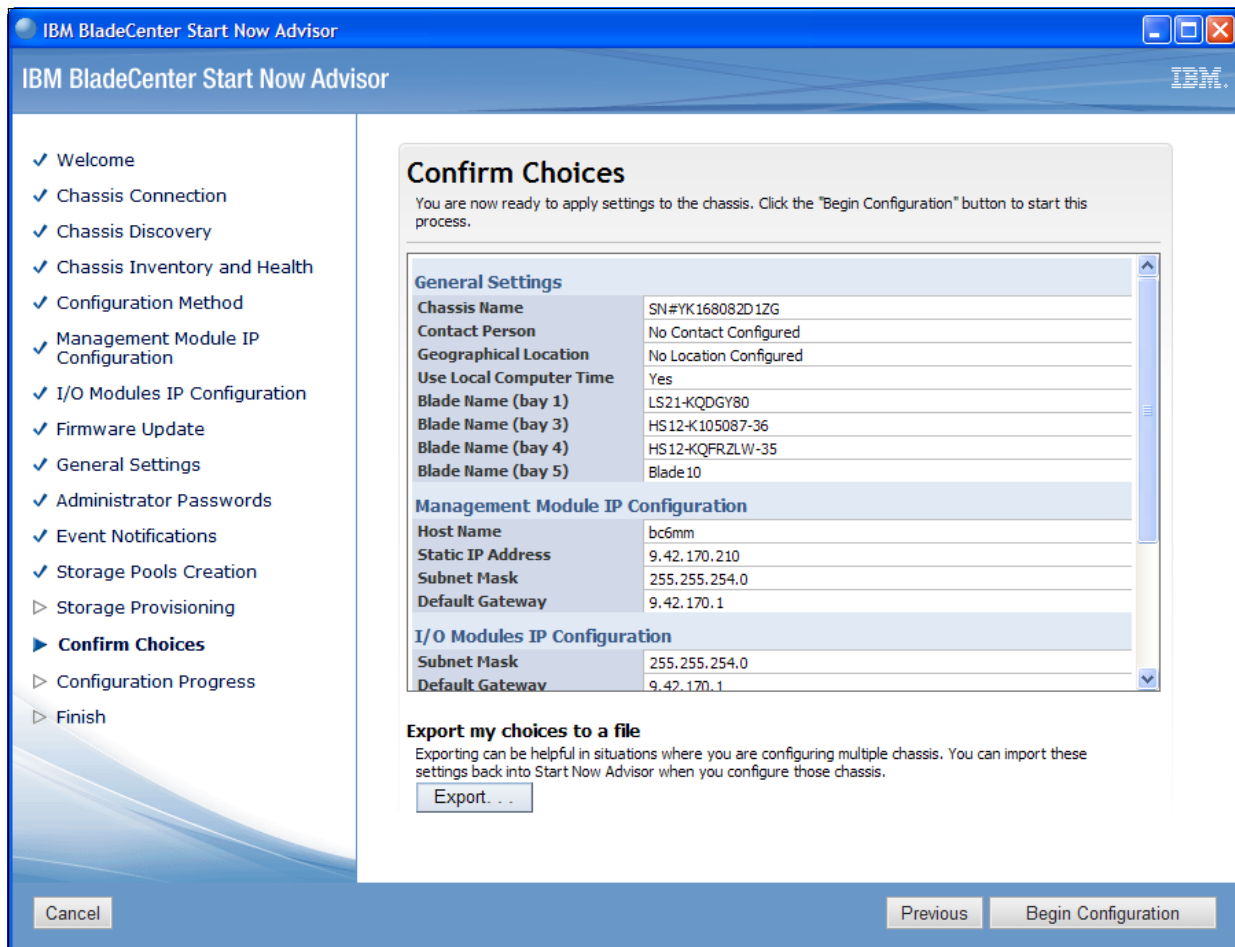 IBM BladeCenter Start Now Advisor
IBM BladeCenter Start Now Advisor
IBM.
Welcome
Chassis Connection
Chassis Discovery
Chassis Inventory and Health
Configuration Method
Management Module IP
Configuration
I/O Modules IP Configuration
Firmware Update
General Settings
Administrator Passwords
Event Notifications
Storage Pools Creation
Storage Provisioning
Confirm Choices
Configuration Progress
Finish
Confirm Choices
You are now ready to apply settings to the chassis. Click the "Begin Configuration" button to start this
process.
General Settings
Chassis Name SN#YK168082D1ZG
Contact Person No Contact Configured
Geographical Location No Location Configured
Use Local Computer Time Yes
Blade Name (bay 1) LS21-KQDGY80
Blade Name (bay 3) HS12-K105087-36
Blade Name (bay 4) HS12-KQFRZLW-35
Blade Name (bay 5) Blade10
Management Module IP Configuration
Host Name bc6mm
Static IP Address 9.42.170.210
Subnet Mask 255.255.254.0
Default Gateway 9.42.170.1
I/O Modules IP Configuration
Subnet Mask 255.255.254.0
Default Gateway 9.42.170.1
Export my choices to a file
Exporting can be helpful in situations where you are configuring multiple chassis. You can import these
settings back into Start Now Advisor when you configure those chassis.
Export. . .
Cancel
Previous
Begin Configuration